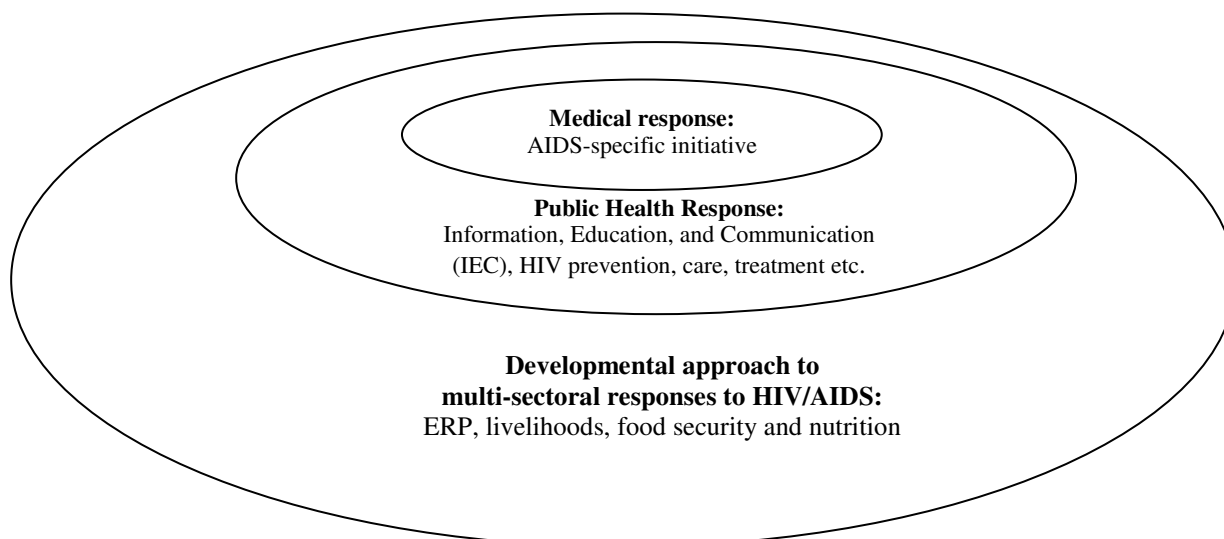 Medical response:
AIDS-specific initiative
Public Health Response:
Information, Education, and Communication
(IEC), HIV prevention, care, treatment etc.
Developmental approach to
multi-sectoral responses to HIV/AIDS:
ERP, livelihoods, food security and nutrition